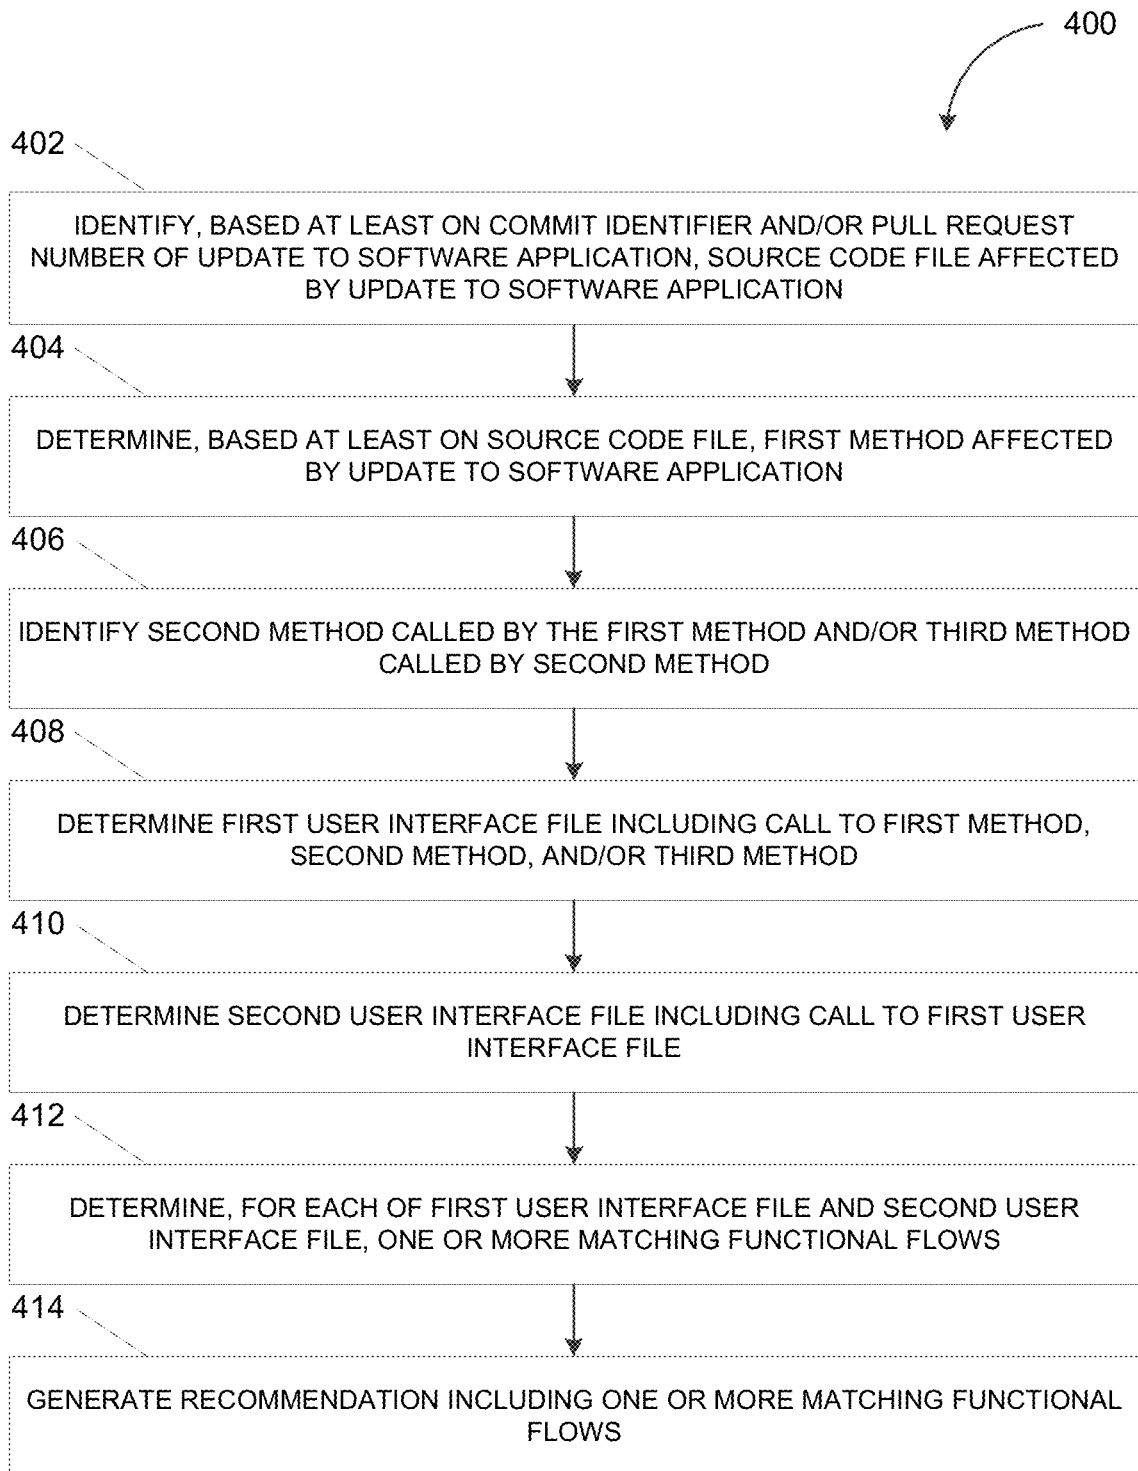 400
402
IDENTIFY, BASED AT LEAST ON COMMIT IDENTIFIER AND/OR PULL REQUEST
NUMBER OF UPDATE TO SOFTWARE APPLICATION, SOURCE CODE FILE AFFECTED
BY UPDATE TO SOFTWARE APPLICATION
404
DETERMINE, BASED AT LEAST ON SOURCE CODE FILE, FIRST METHOD AFFECTED
BY UPDATE TO SOFTWARE APPLICATION
406
IDENTIFY SECOND METHOD CALLED BY THE FIRST METHOD AND/OR THIRD METHOD
CALLED BY SECOND METHOD
408
DETERMINE FIRST USER INTERFACE FILE INCLUDING CALL TO FIRST METHOD,
SECOND METHOD, AND/OR THIRD METHOD
410
DETERMINE SECOND USER INTERFACE FILE INCLUDING CALL TO FIRST USER
INTERFACE FILE
412
DETERMINE, FOR EACH OF FIRST USER INTERFACE FILE AND SECOND USER
INTERFACE FILE, ONE OR MORE MATCHING FUNCTIONAL FLOWS
414
GENERATE RECOMMENDATION INCLUDING ONE OR MORE MATCHING FUNCTIONAL
FLOWS